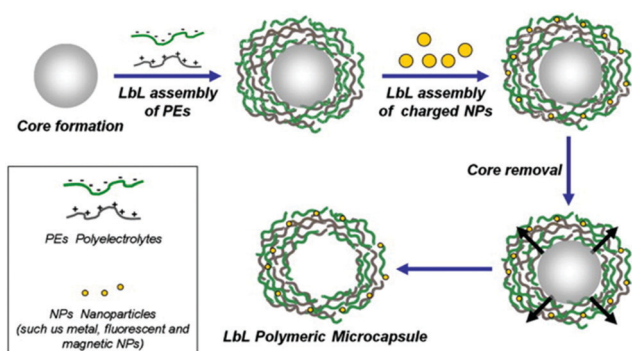 LbL assembly
of PEs
LbL assembly
of charged NPs
Core formation
Core removal
PEs Polyelectrolytes
NPs Nanoparticles
(such us metal, fluorescent and
magnetic NPs)
LbL Polymeric Microcapsule